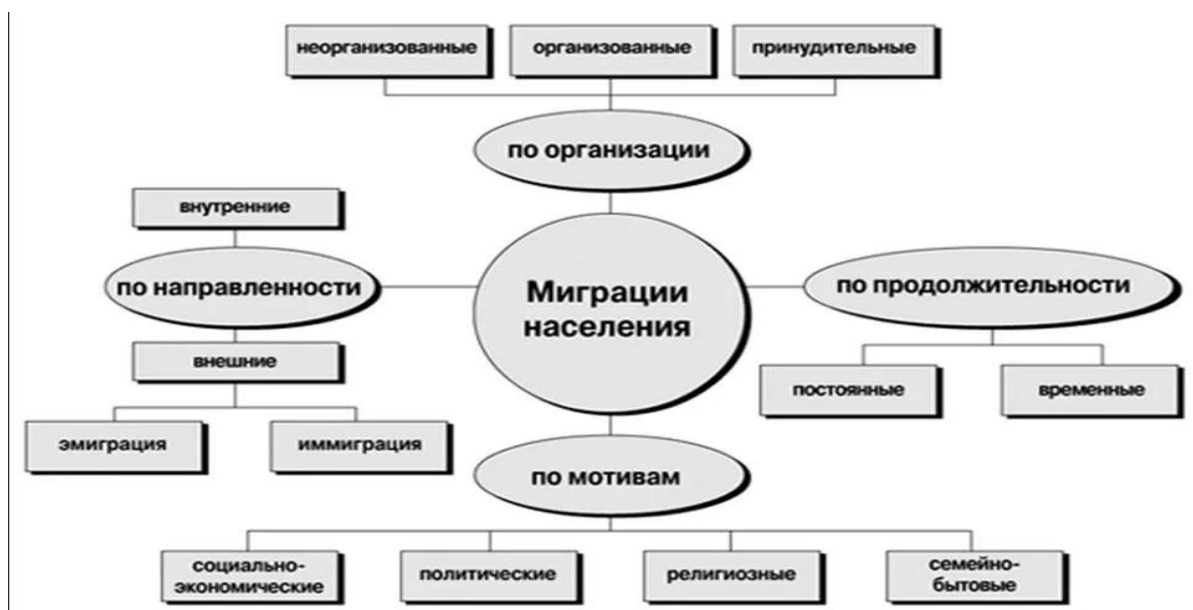 неорганизованные
организованные
принудительные
по организации
внутренние
по направленности
внешние
эмиграция
иммиграция
Миграции
населения
по продолжительности
постоянные
временные
по мотивам
социально-
экономические
политические
религиозные
семейно-
бытовые